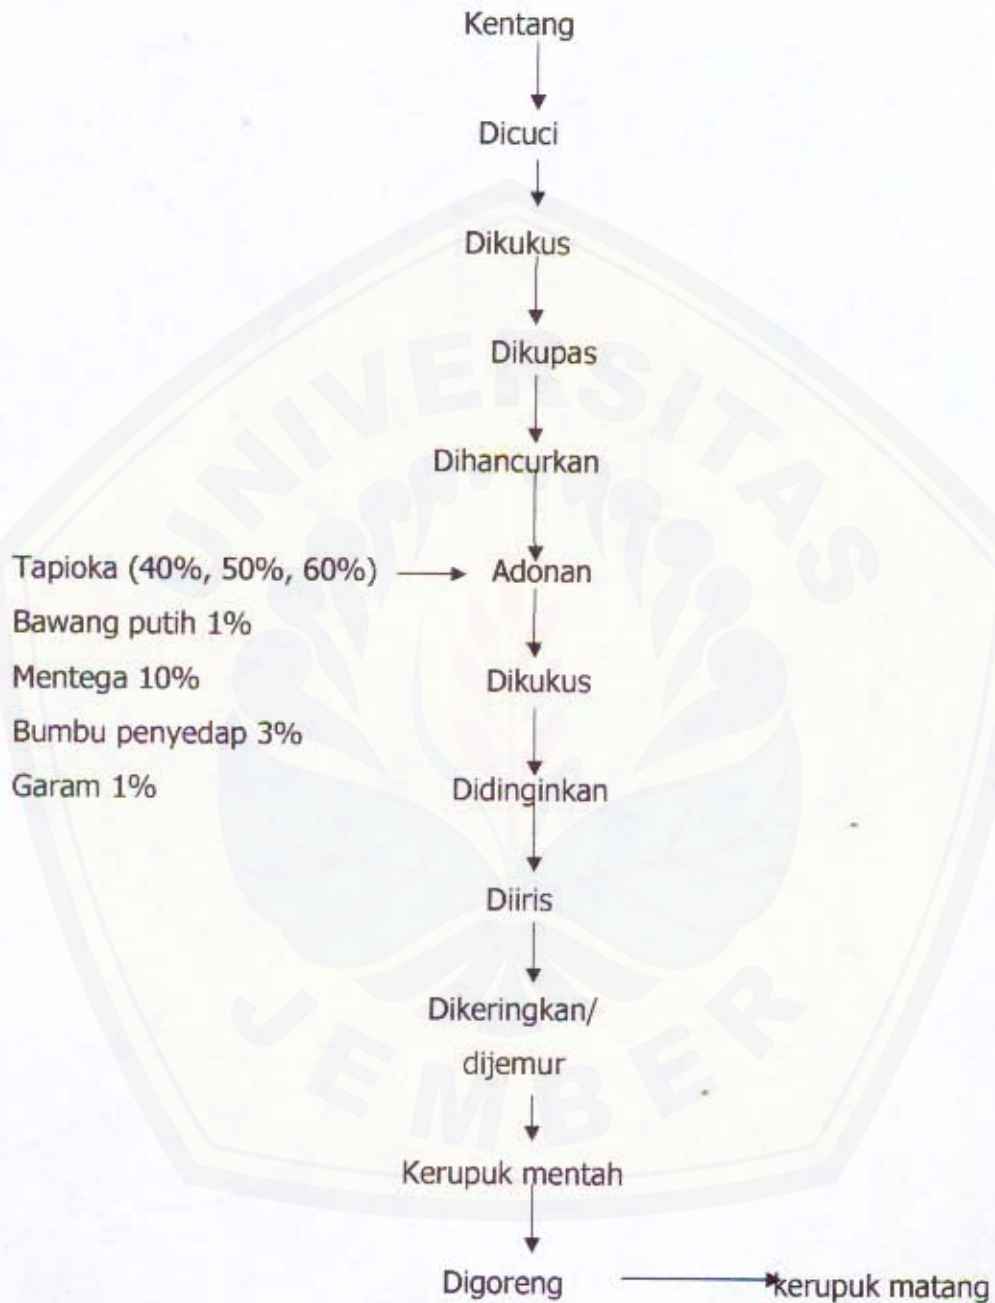 Kentang
Dicuci
Dikukus
Dikupas
Dihancurkan
Tapioka (40%, 50%, 60%) Adonan
Bawang putih 1%
Mentega 10% Dikukus
Bumbu penyedap 3%
Garam 1% Didinginkan
Diiris
Dikeringkan/
dijemur
Kerupuk mentah
Digoreng kerupuk matang
UNIVERSITAS
JEMBER